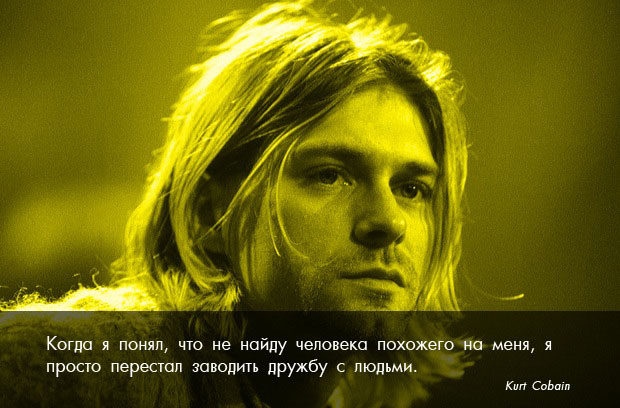 Когда я понял, что не найду человека похожего на меня, я
просто перестал заводить дружбу с людьми.
Kurt Cobain